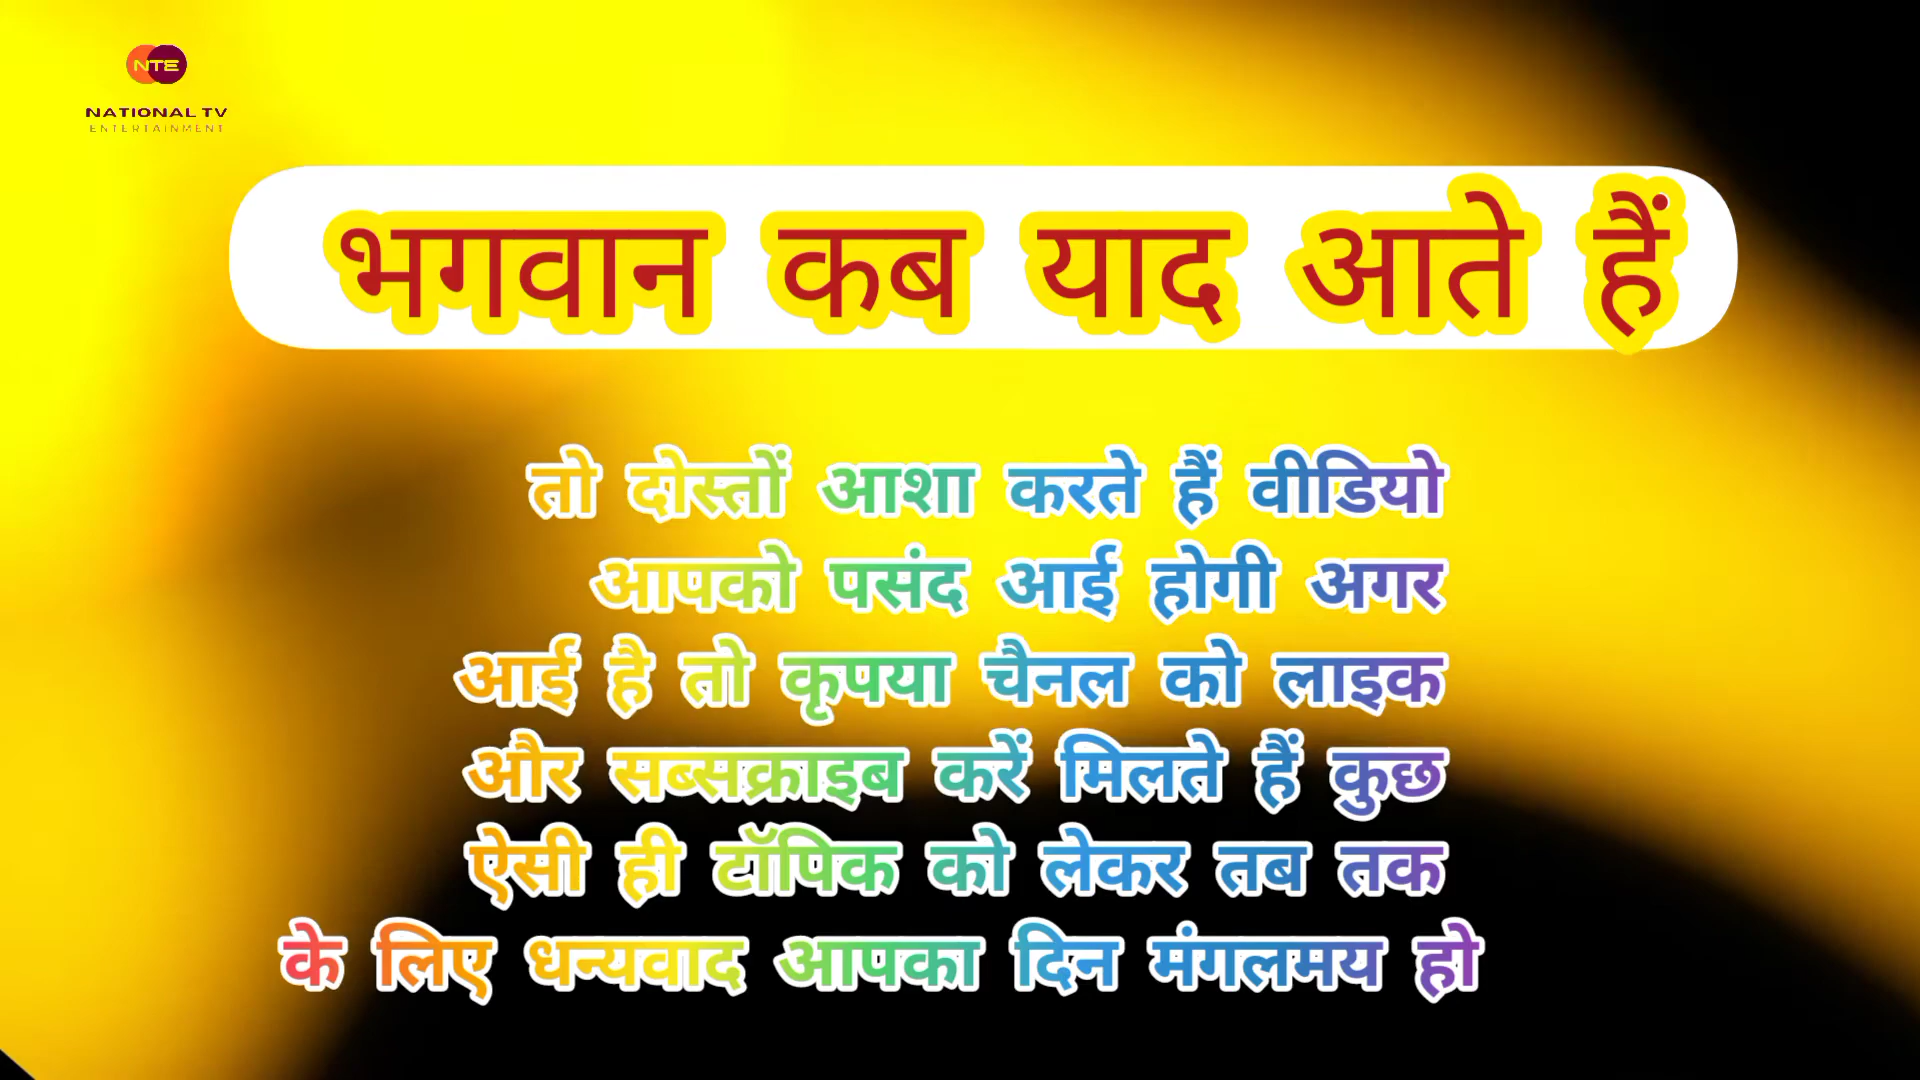 NTE
NATIONAL TV
ENTERTAINMENT
भगवान कब याद आते हैं
तो दोस्तों आशा करते हैं वीडियो
आपको पसंद आई होगी अगर
आई है तो कृपया चैनल को लाइक
और सब्सक्राइब करें मिलते हैं कुछ
ऐसी ही टॉपिक को लेकर तब तक
के लिए धन्यवाद आपका दिन मंगलमय हो